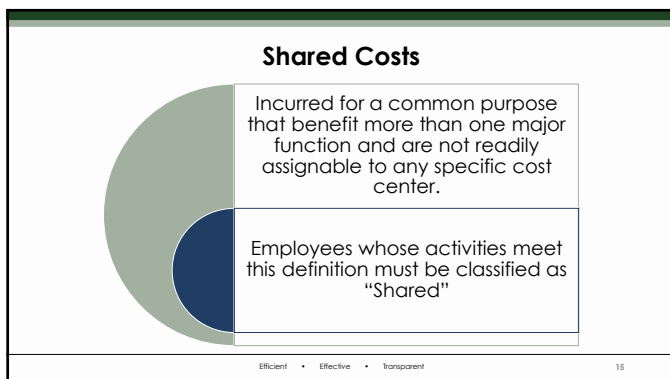 Shared Costs
Incurred for a common purpose
that benefit more than one major
function and are not readily
assignable to any specific cost
center.
Employees whose activities meet
this definition must be classified as
“Shared”
Efficient • Effective • Transparent 15